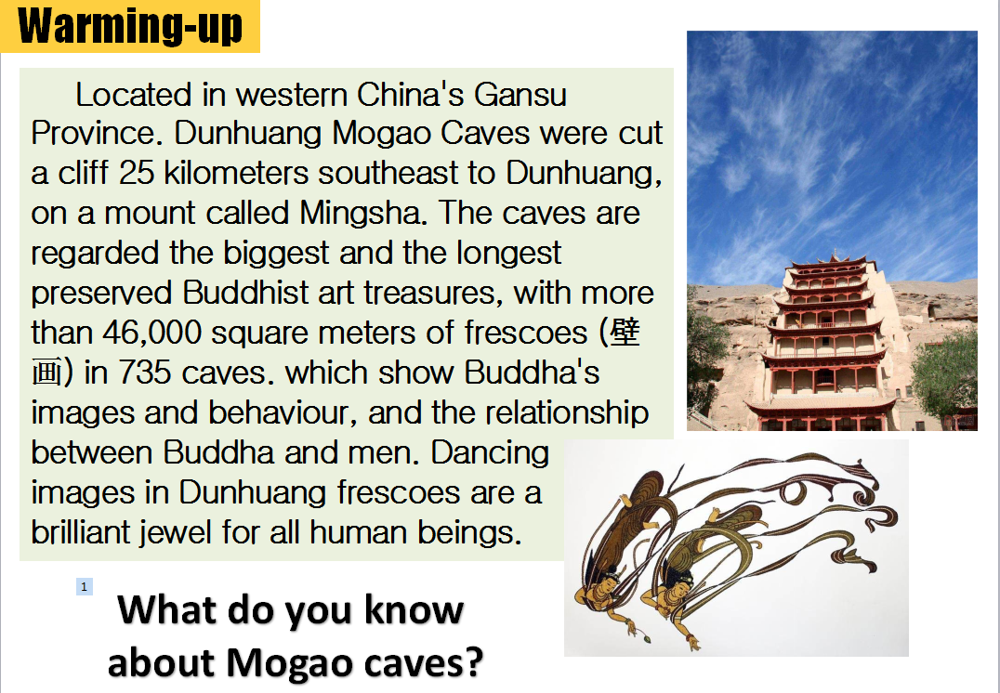 Warming-up
Located in western China's Gansu
Province. Dunhuang Mogao Caves were cut
a cliff 25 kilometers southeast to Dunhuang,
on a mount called Mingsha. The caves are
regarded the biggest and the longest
preserved Buddhist art treasures, with more
than 46,000 square meters of frescoes (壁
画) in 735 caves. which show Buddha's
images and behaviour, and the relationship
between Buddha and men. Dancing
images in Dunhuang frescoes are a
brilliant jewel for all human beings.
1
What do you know
about Mogao caves?